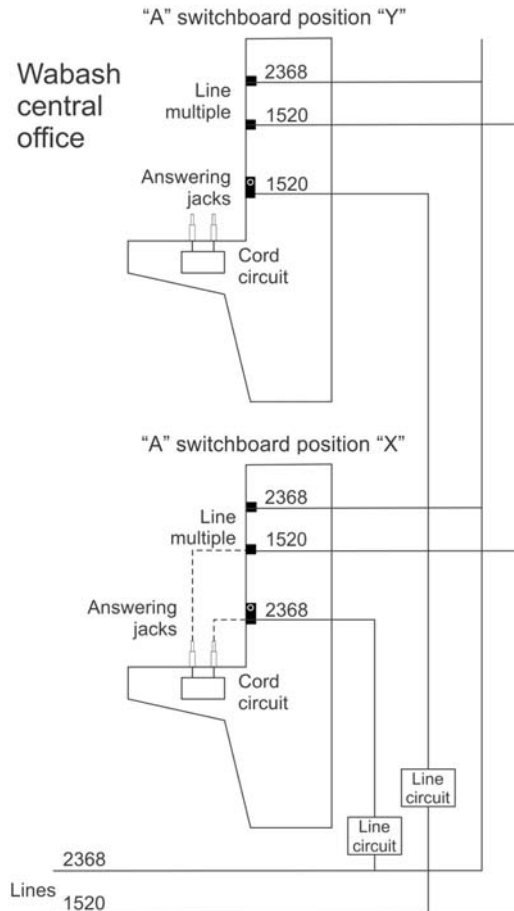 “A” switchboard position “Y”
Wabash
central
office
2368
Line
multiple
1520
Answering
jacks
1520
Cord
circuit
“A” switchboard position “X”
2368
Line
multiple
1520
Answering
jacks
2368
Cord
circuit
Line
circuit
Line
circuit
2368
Lines
1520